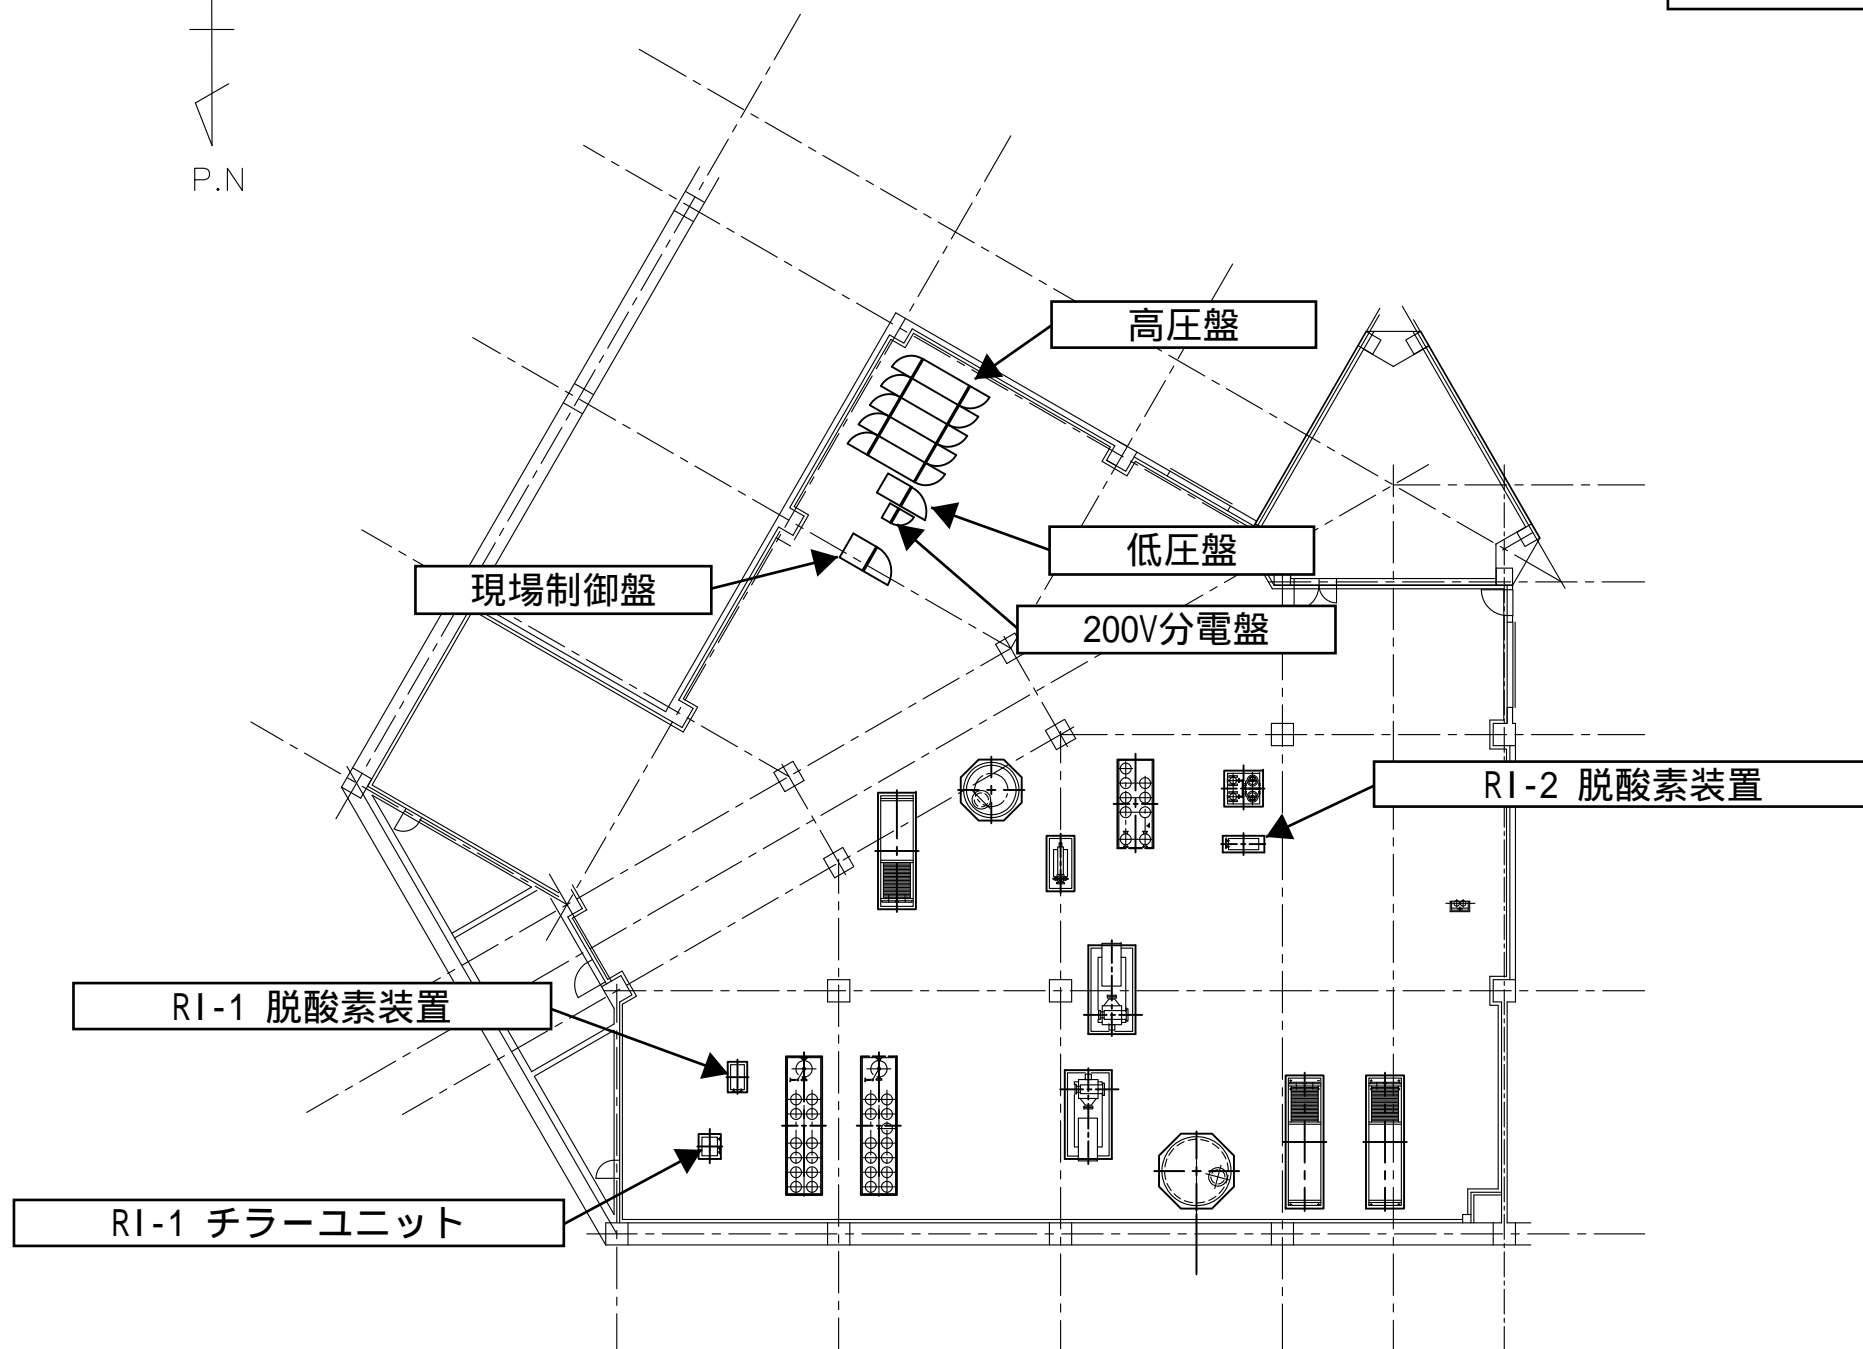 P.N
高圧盤
低圧盤
現場制御盤
200V分電盤
RI-2 脱酸素装置
RI-1 脱酸素装置
RI-1 チラーユニット